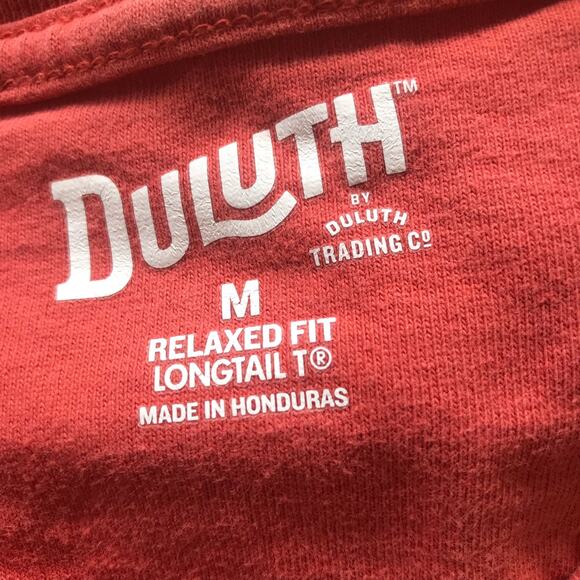 DULUTH™
BY
DULUTH
TRADING Cº
M
RELAXED FIT
LONGTAIL T®
MADE IN HONDURAS